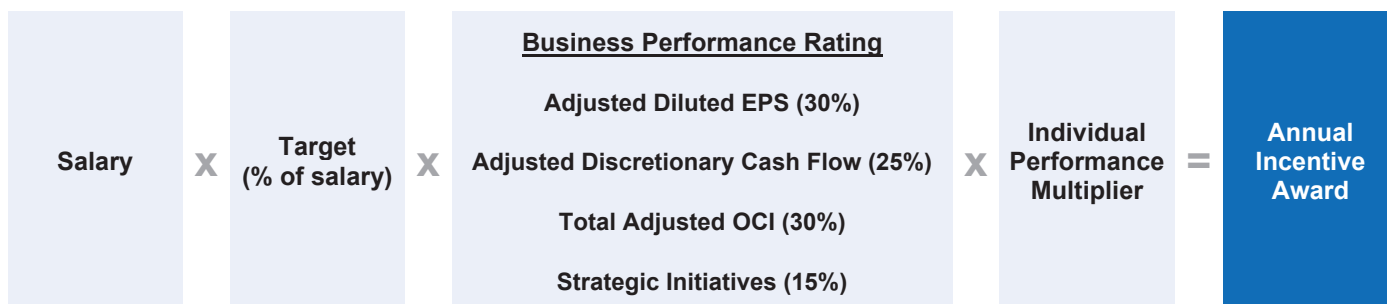 Salary
x
Target
(% of salary)
x
Business Performance Rating
Adjusted Diluted EPS (30%)
Adjusted Discretionary Cash Flow (25%)
Total Adjusted OCI (30%)
Strategic Initiatives (15%)
x
Individual
Performance
Multiplier
=
Annual
Incentive
Award